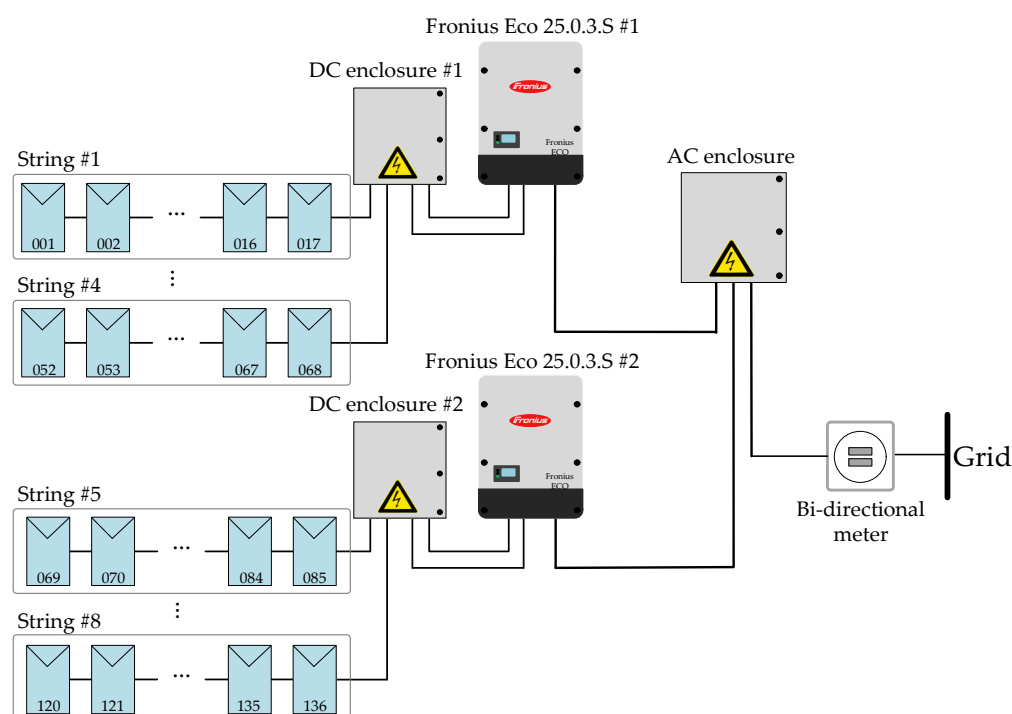 Fronius Eco 25.0.3.S #1
DC enclosure #1
Fronius
Fronius
ECO
String #1
001 002 ... 016 017
String #4
052 053 ... 067 068
AC enclosure
Fronius Eco 25.0.3.S #2
DC enclosure #2
Fronius
Fronius
ECO
String #5
069 070 ... 084 085
String #8
120 121 ... 135 136
Grid
Bi-directional
meter